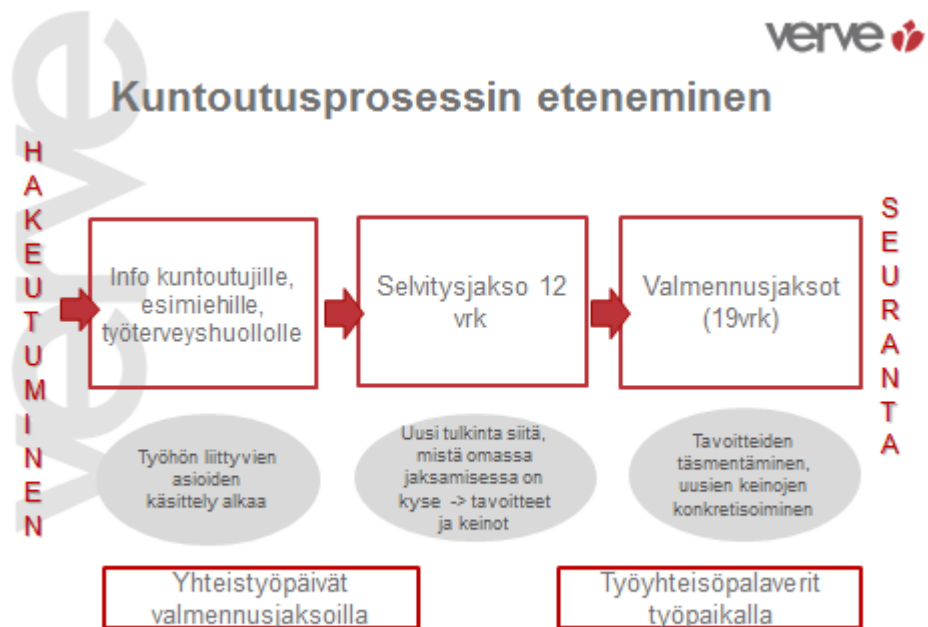 verve
verve
Kuntoutusprosessin eteneminen
HAKEUTUMINEN
Info kuntoutujille,
esimiehille,
työterveyshuollolle
Selvitysjakso 12
vrk
Valmennusjaksot
(19vrk)
SEURANTA
Työhön liittyvien
asioiden
käsittely alkaa
Uusi tulkinta siitä,
mistä omassa
jaksamisessa on
kyse -> tavoitteet
ja keinot
Tavoitteiden
täsmentäminen,
uusien keinojen
konkretisoiminen
Yhteistyöpäivät
valmennusjaksoilla
Työyhteisöpalaverit
työpaikalla